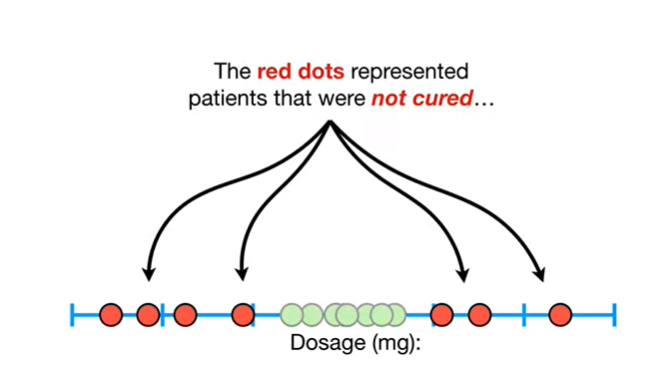 The red dots represented
patients that were not cured…
Dosage (mg):